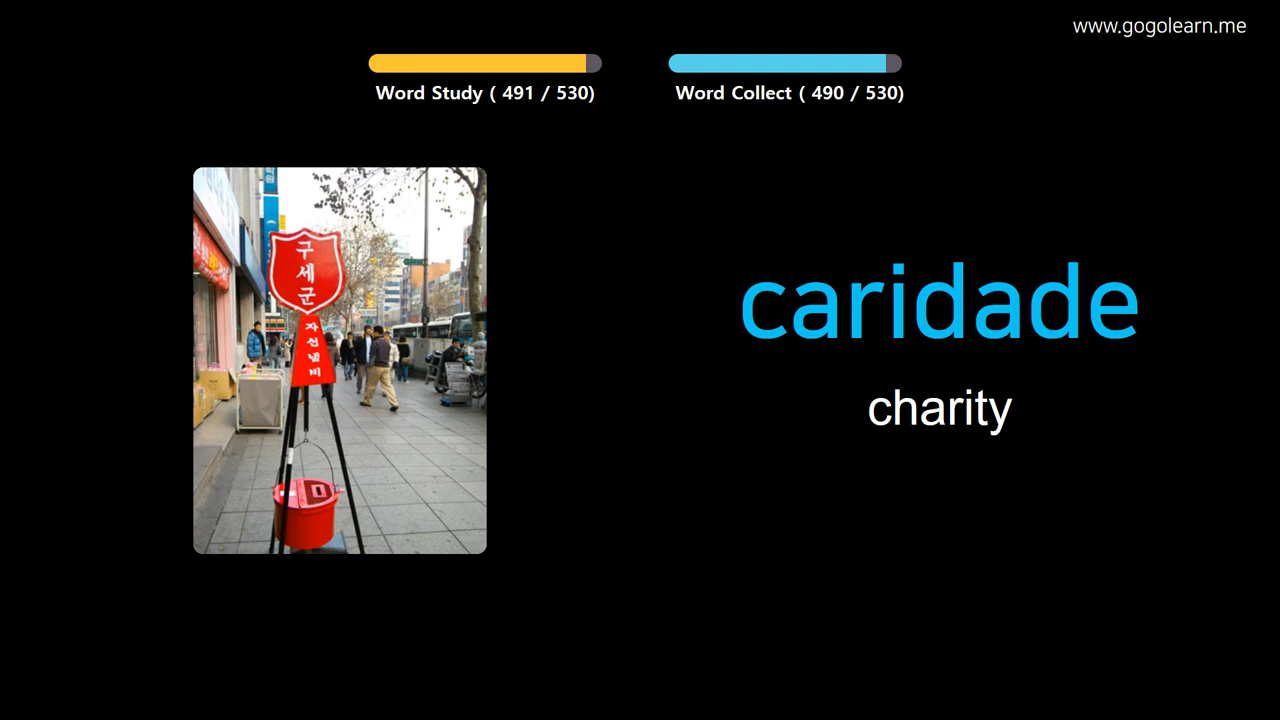 www.gogolearn.me
Word Study ( 491 / 530)
Word Collect ( 490 / 530)
구
세
군
자
선
냄
비
caridade
charity